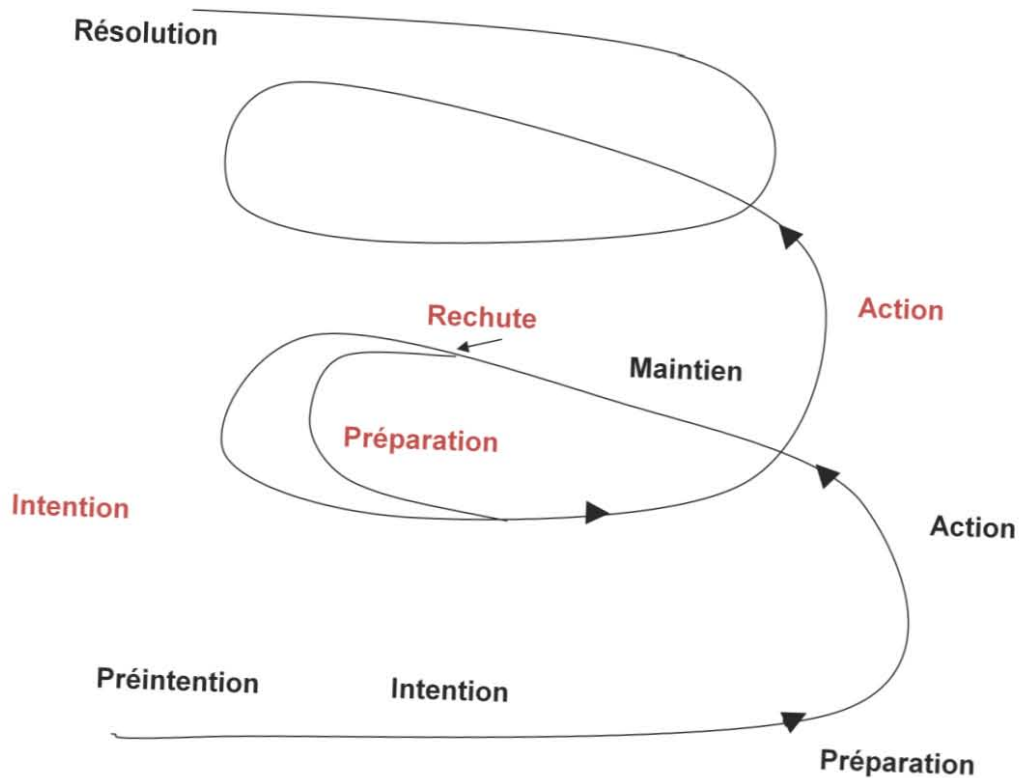 Résolution
Rechute
Action
Maintien
Préparation
Intention
Action
Préintention
Intention
Préparation